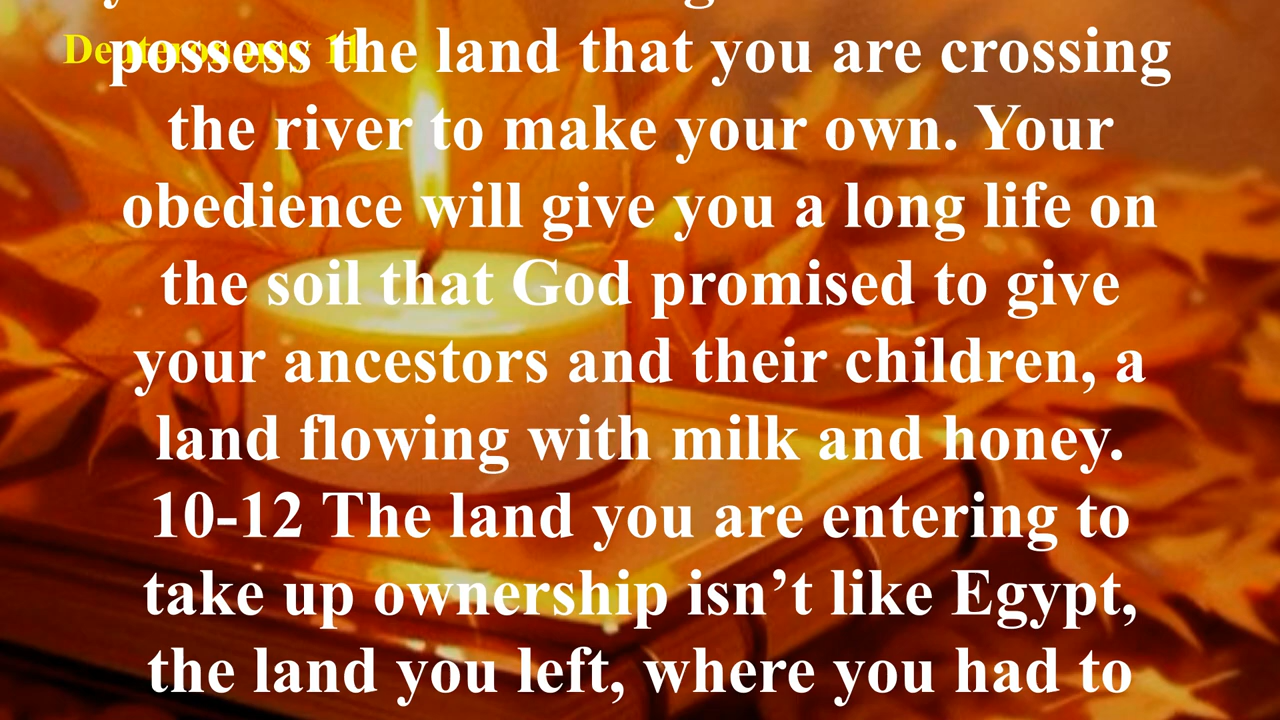 Deuteronomy 11
possess the land that you are crossing
the river to make your own. Your
obedience will give you a long life on
the soil that God promised to give
your ancestors and their children, a
land flowing with milk and honey.
10-12 The land you are entering to
take up ownership isn’t like Egypt,
the land you left, where you had to